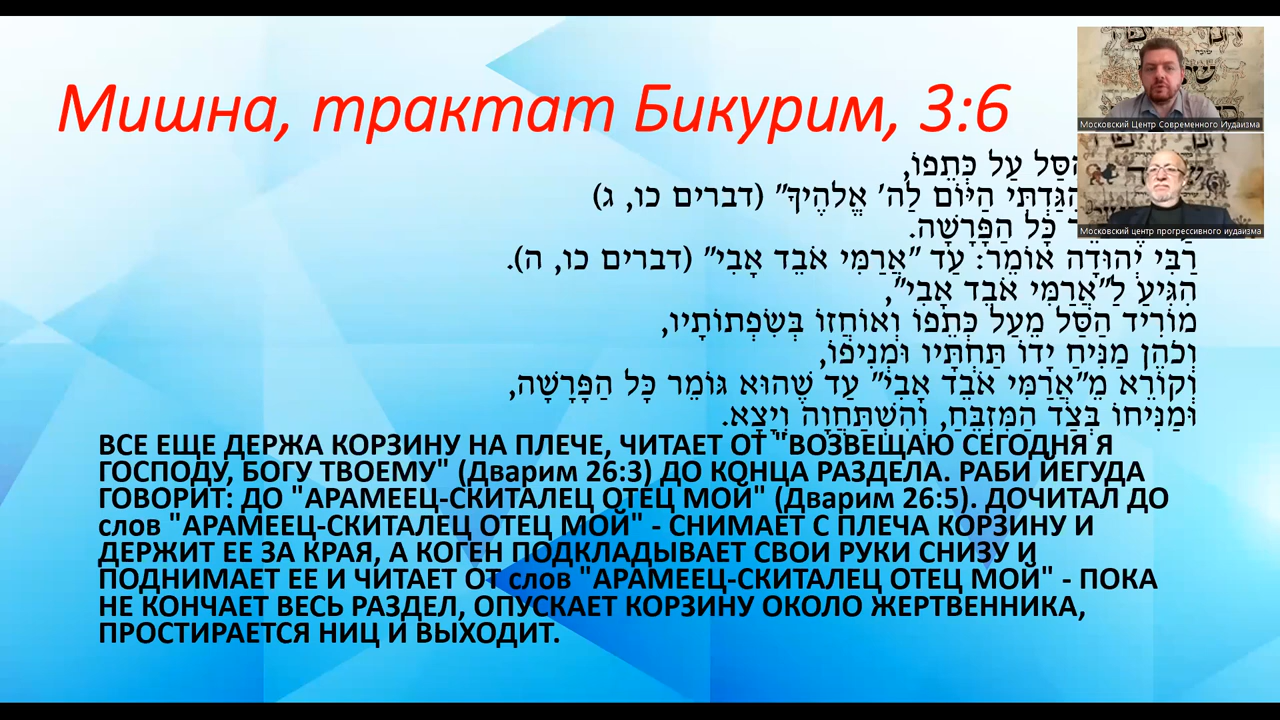 Мишна, трактат Бикурим, 3:6
Московский Центр Современного Иудаизма
Московский центр прогрессивного иудаизма
הַסַּל עַל כְּתֵפוֹ,
הִגַּדְתִּי הַיּוֹם לַה' אֱלֹהֶיךָ" (דברים כו, ג)
כָּל הַפָּרָשָׁה.
רַבִּי יְהוּדָה אוֹמֵר: עַד "אֲרַמִּי אֹבֵד אָבִי" (דברים כו, ה).
הִגִּיעַ לַ"אֲרַמִּי אֹבֵד אָבִי",
מוֹרִיד הַסַּל מֵעַל כְּתֵפוֹ וְאוֹחֲזוֹ בְּשִׂפְתוֹתָיו,
וְכֹהֵן מַנִּיחַ יָדוֹ תַּחְתָּיו וּמְנִיפוֹ,
וְקוֹרֵא מֵ"אֲרַמִּי אֹבֵד אָבִי" עַד שֶׁהוּא גּוֹמֵר כָּל הַפָּרָשָׁה,
וּמַנִּיחוֹ בְּצַד הַמִּזְבֵּחַ, וְהִשְׁתַּחֲוָה וְיָצָא.
ВСЕ ЕЩЕ ДЕРЖА КОРЗИНУ НА ПЛЕЧЕ, ЧИТАЕТ ОТ "ВОЗВЕЩАЮ СЕГОДНЯ Я
ГОСПОДУ, БОГУ ТВОЕМУ" (Дварим 26:3) ДО КОНЦА РАЗДЕЛА. РАБИ ЙЕГУДА
ГОВОРИТ: ДО "АРАМЕЕЦ-СКИТАЛЕЦ ОТЕЦ МОЙ" (Дварим 26:5). ДОЧИТАЛ ДО
слов "АРАМЕЕЦ-СКИТАЛЕЦ ОТЕЦ МОЙ" - СНИМАЕТ С ПЛЕЧА КОРЗИНУ И
ДЕРЖИТ ЕЕ ЗА КРАЯ, А КОГЕН ПОДКЛАДЫВАЕТ СВОИ РУКИ СНИЗУ И
ПОДНИМАЕТ ЕЕ И ЧИТАЕТ ОТ слов "АРАМЕЕЦ-СКИТАЛЕЦ ОТЕЦ МОЙ" - ПОКА
НЕ КОНЧАЕТ ВЕСЬ РАЗДЕЛ, ОПУСКАЕТ КОРЗИНУ ОКОЛО ЖЕРТВЕННИКА,
ПРОСТИРАЕТСЯ НИЦ И ВЫХОДИТ.